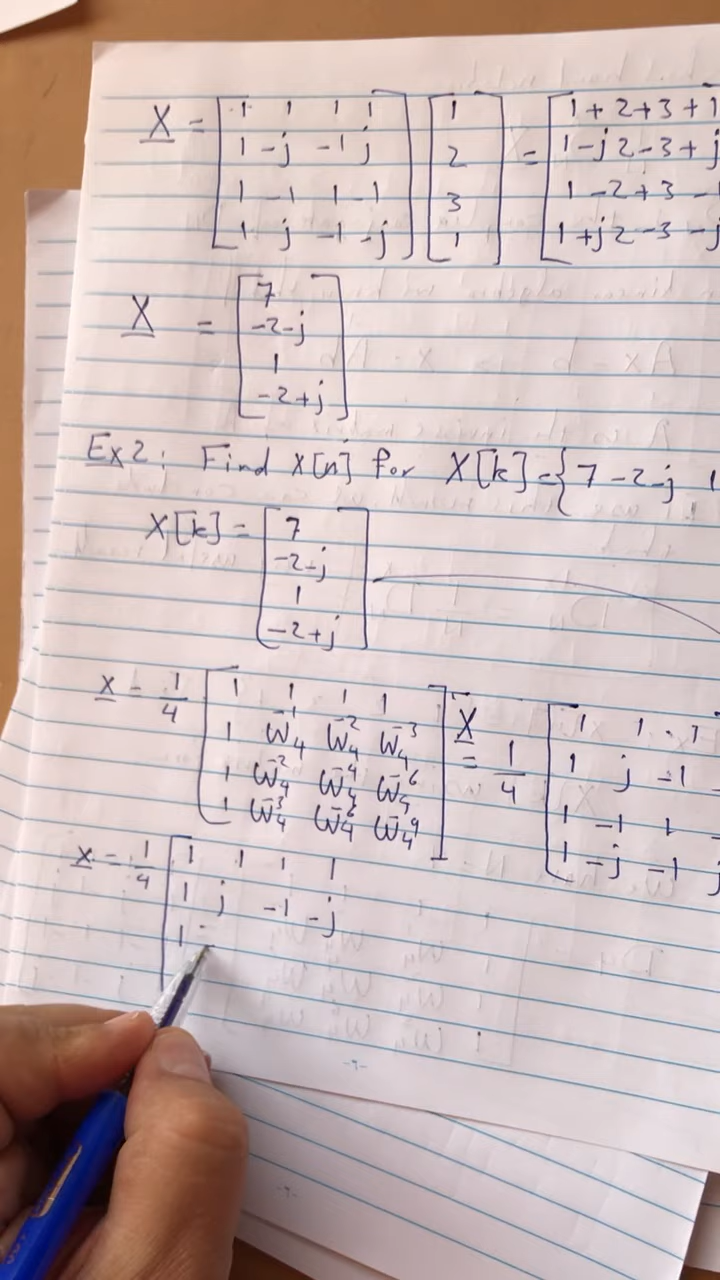 X = [ 1 1 1 1 ] [ 1 ] = [ 1+2+3+1
1 -j -1 j 2 1-j2-3+j
1 -1 1 -1 3 1-2+3-
1 j -1 -j 1 1+j2-3-j
X = [ 7
-2-j
1
-2+j ]
Ex2: Find x[n] for X[k]={7 -2-j 1
X[k] = [ 7
-2-j
1
-2+j ]
x = 1/4 [ 1 1 1 1 ] X = 1/4 [ 1 1 1
1 W₄⁻¹ W₄⁻² W₄⁻³ 1 j -1
1 W₄⁻² W₄⁻⁴ W₄⁻⁶ 1 -1 1
1 W₄⁻³ W₄⁻⁶ W₄⁻⁹ 1 -j -1 j
x = 1/4 [ 1 1 1 1
1 j -1 -j
1 -
-9-
-9-